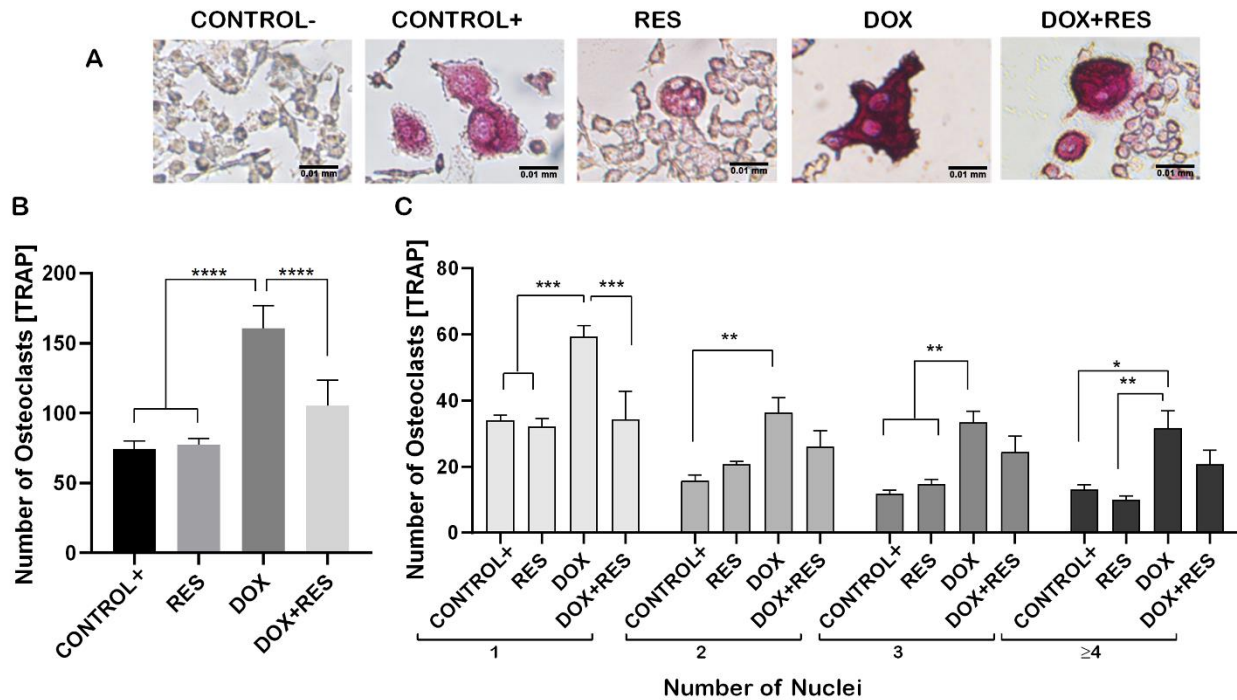 CONTROL- CONTROL+ RES DOX DOX+RES
A
0.01 mm 0.01 mm 0.01 mm 0.01 mm 0.01 mm
B
Number of Osteoclasts [TRAP]
200
150
100
50
0
**** ****
CONTROL+ RES DOX DOX+RES
C
Number of Osteoclasts [TRAP]
80
60
40
20
0
*** ***
**
**
*
**
CONTROL+ RES DOX DOX+RES CONTROL+ RES DOX DOX+RES CONTROL+ RES DOX DOX+RES CONTROL+ RES DOX DOX+RES
1 2 3 ≥4
Number of Nuclei